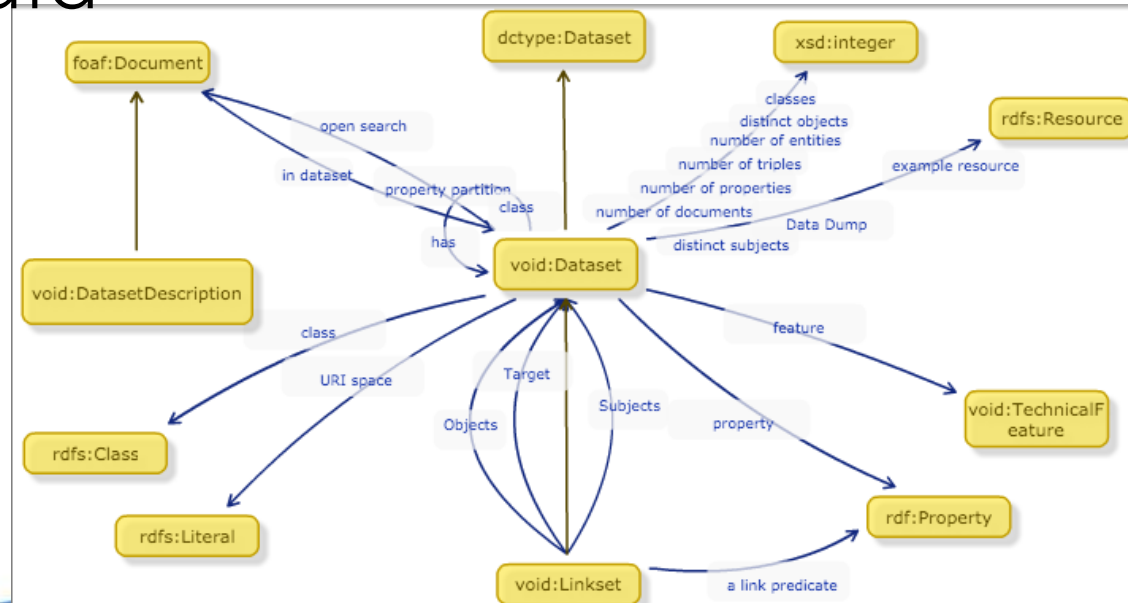 dctype:Dataset
xsd:integer
foaf:Document
classes
rdfs:Resource
distinct objects
open search
number of entities
number of triples
example resource
in dataset
property partition
number of properties
class
number of documents
Data Dump
has
distinct subjects
void:Dataset
void:DatasetDescription
class
feature
URI space
Target
Subjects
Objects
property
void:TechnicalF
eature
rdfs:Class
rdf:Property
rdfs:Literal
void:Linkset
a link predicate